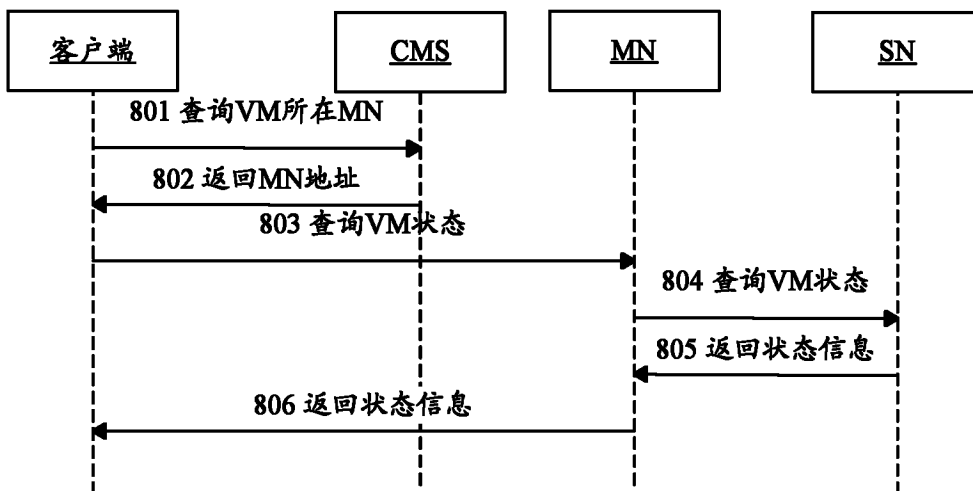 客户端
CMS
MN
SN
801 查询VM所在MN
802 返回MN地址
803 查询VM状态
804 查询VM状态
805 返回状态信息
806 返回状态信息